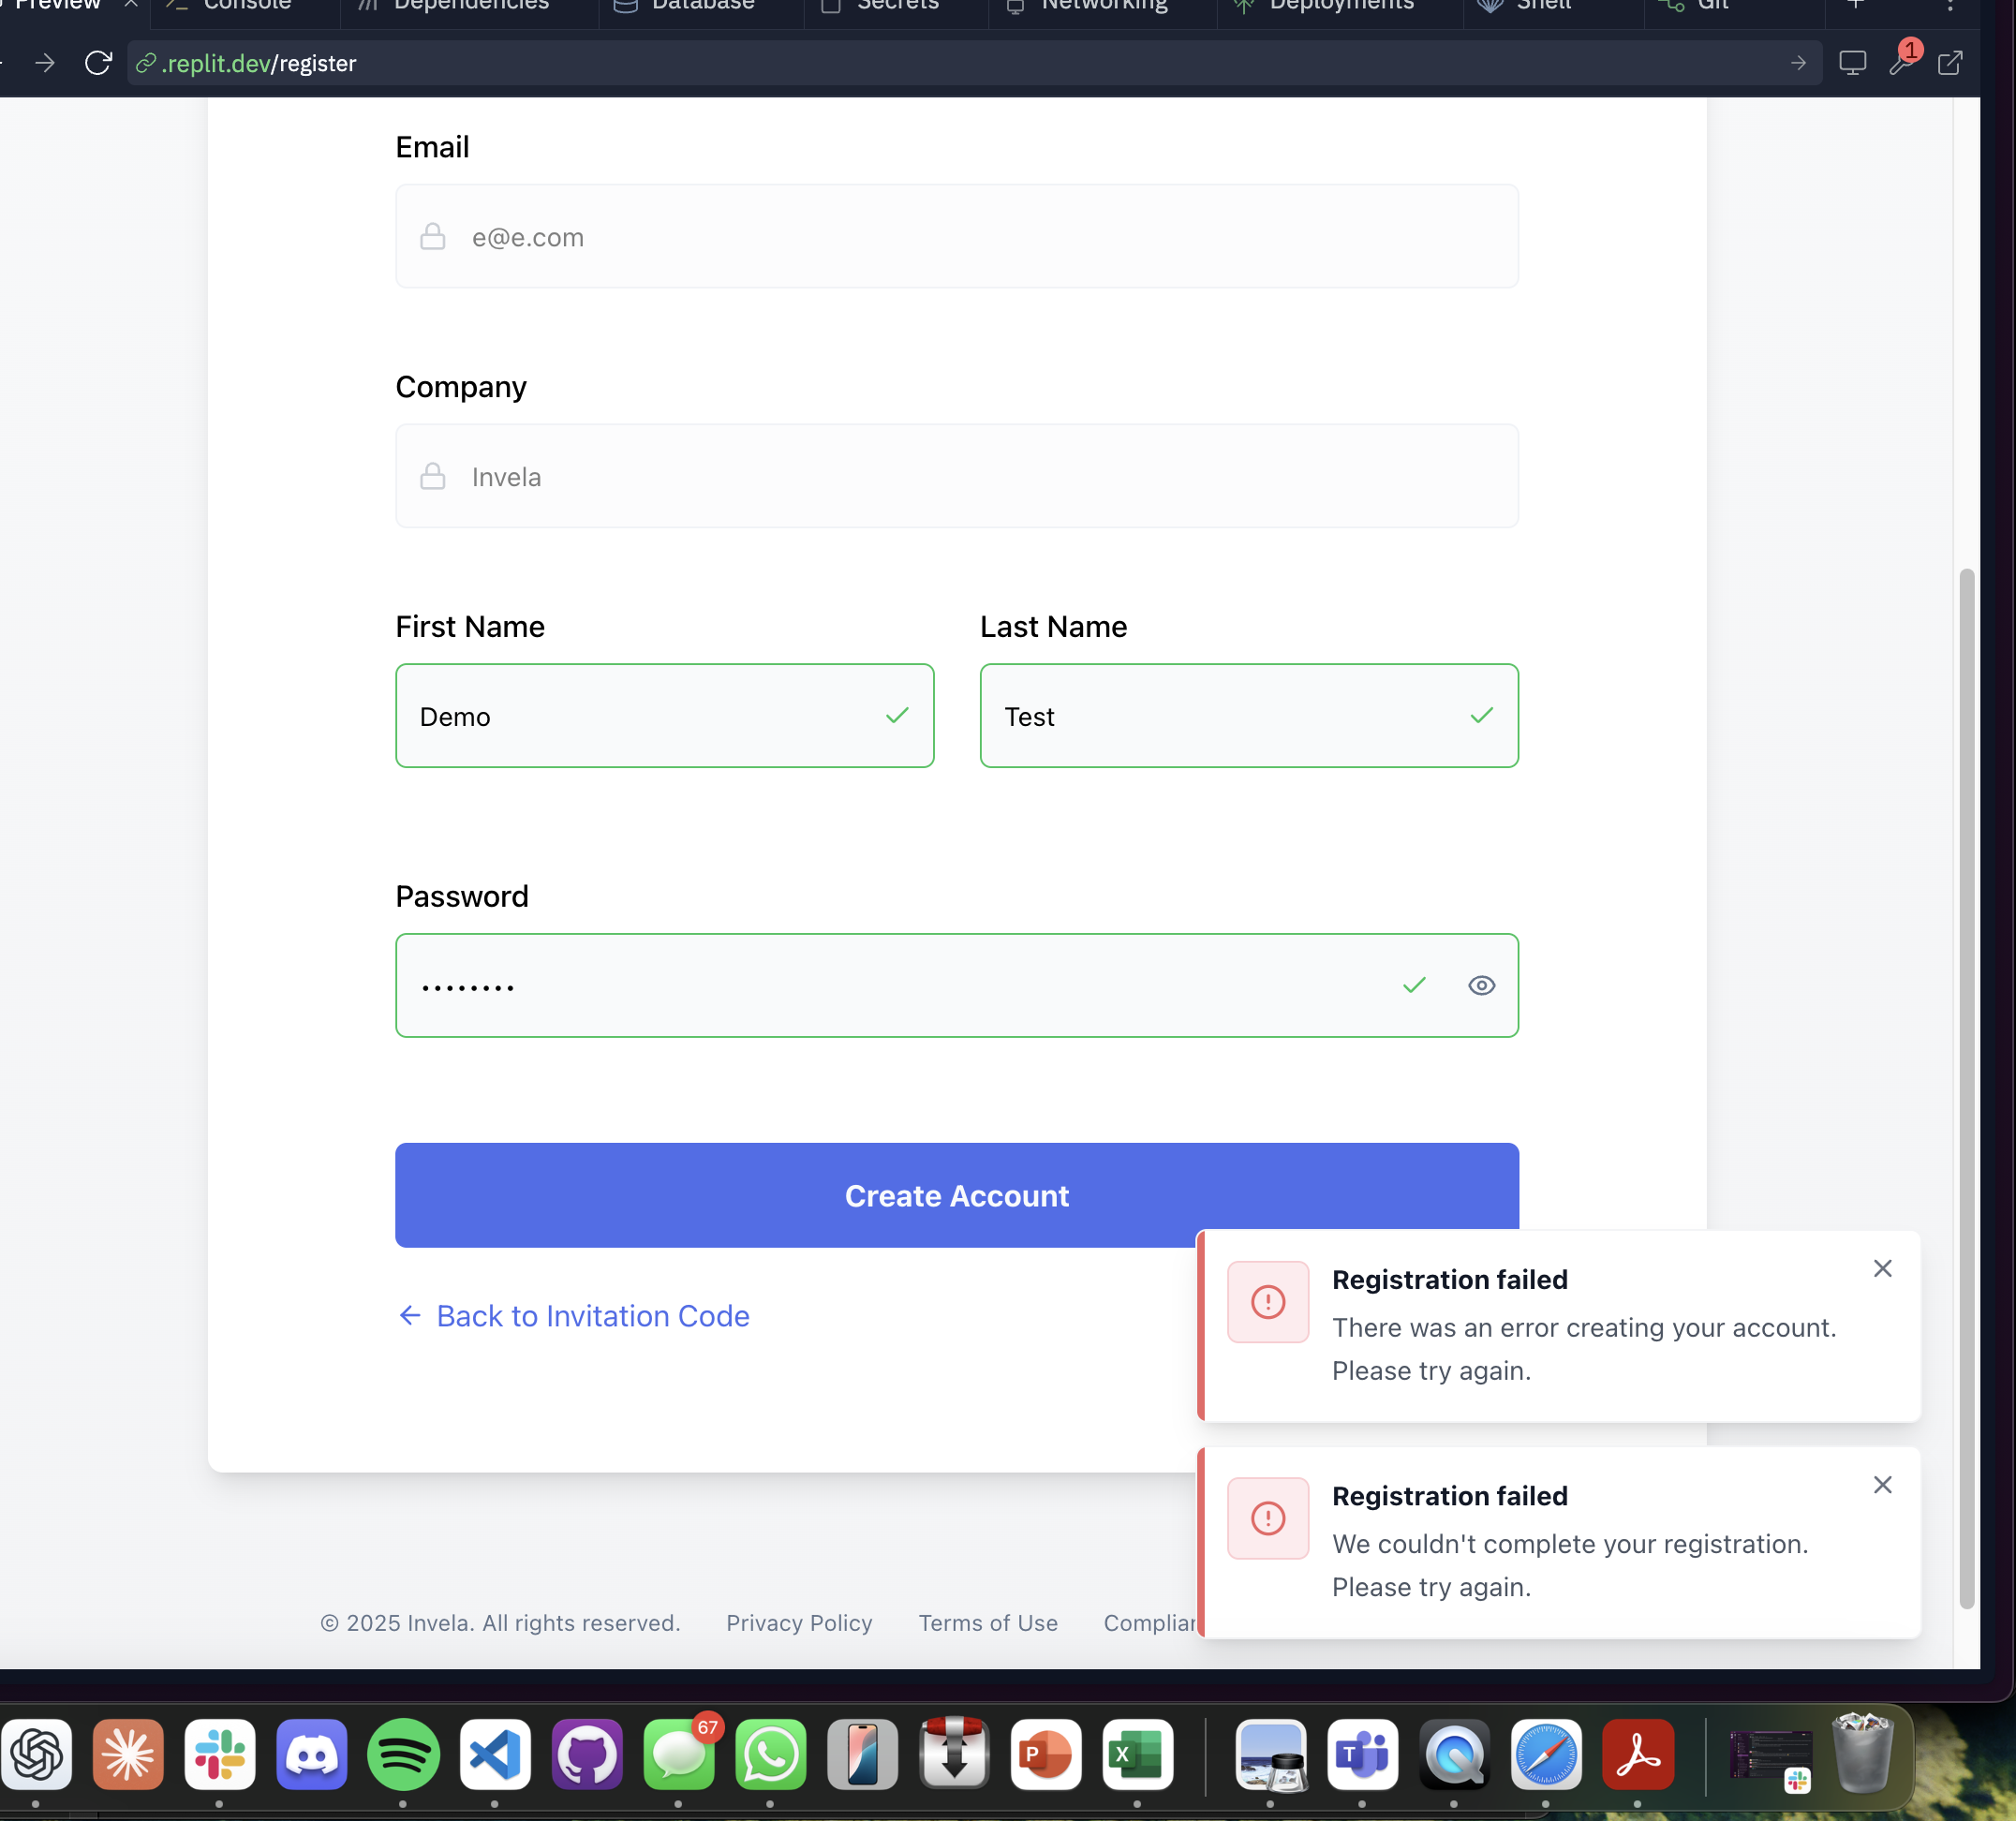 Preview
Console
Dependencies
Database
Secrets
Networking
Deployments
Shell
Git
.replit.dev/register
1
Email
e@e.com
Company
Invela
First Name
Last Name
Demo
Test
Password
Create Account
Back to Invitation Code
Registration failed
There was an error creating your account.
Please try again.
Registration failed
We couldn't complete your registration.
Please try again.
© 2025 Invela. All rights reserved.
Privacy Policy
Terms of Use
Complian
67
P
X
T